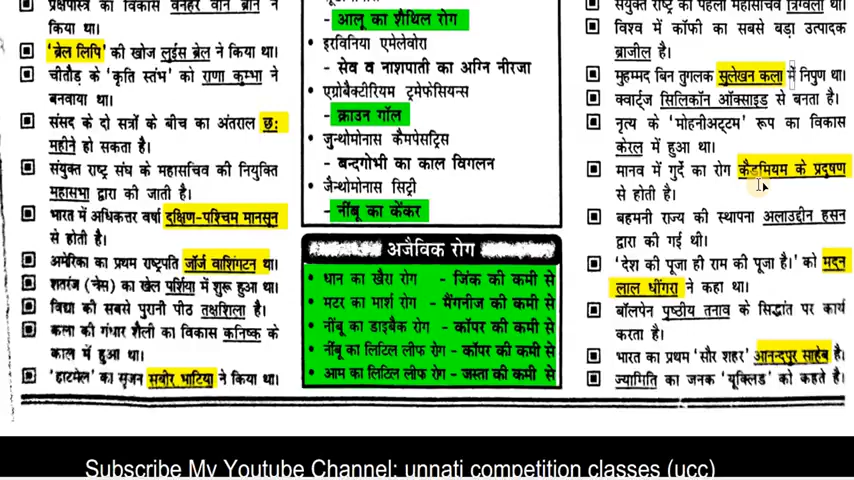 प्रक्षेपास्त्र का विकास वनहर वॉन ब्रॉन ने
किया था।
'ब्रेल लिपि' की खोज लुईस ब्रेल ने किया था।
चीतौड़ के 'कृति स्तंभ' को राणा कुम्भा ने
बनवाया था।
संसद के दो सत्रों के बीच का अंतराल छः
महीने हो सकता है।
संयुक्त राष्ट्र संघ के महासचिव की नियुक्ति
महासभा द्वारा की जाती है।
भारत में अधिकतर वर्षा दक्षिण-पश्चिम मानसून
से होती है।
अमेरिका का प्रथम राष्ट्रपति जॉर्ज वाशिंगटन था।
शतरंज (चेस) का खेल पर्शिया में शुरू हुआ था।
विद्या की सबसे पुरानी पीठ तक्षशिला है।
कला की गंधार शैली का विकास कनिष्क के
काल में हुआ था।
'हाटमेल' का सृजन सबीर भाटिया ने किया था।
- आलू का शैथिल रोग
इरविनिया एमेलेवोरा
- सेव व नाशपाती का अग्नि नीरजा
एग्रोबैक्टीरियम ट्रमेफेसियन्स
- क्राउन गॉल
जुन्थोमोनास कैमपेसट्रिस
- बन्दगोभी का काल विगलन
जैन्थोमोनास सिट्री
- नींबू का केंकर
अजैविक रोग
धान का खैरा रोग - जिंक की कमी से
मटर का मार्श रोग - मैंगनीज की कमी से
नींबू का डाइबैक रोग - कॉपर की कमी से
नींबू का लिटिल लीफ रोग - कॉपर की कमी से
आम का लिटिल लीफ रोग - जस्ता की कमी से
संयुक्त राष्ट्र का पहला महासचिव त्रिग्वेली था।
विश्व में कॉफी का सबसे बड़ा उत्पादक
ब्राजील है।
मुहम्मद बिन तुगलक सुलेखन कला में निपुण था।
क्वार्ट्ज सिलिकॉन ऑक्साइड से बनता है।
नृत्य के 'मोहनीअट्टम' रूप का विकास
केरल में हुआ था।
मानव में गुर्दे का रोग कैडमियम के प्रदुषण
से होती है।
बहमनी राज्य की स्थापना अलाउद्दीन हसन
द्वारा की गई थी।
'देश की पूजा ही राम की पूजा है।' को मदन
लाल धींगरा ने कहा था।
बॉलपेन पृष्ठीय तनाव के सिद्धांत पर कार्य
करता है।
भारत का प्रथम 'सौर शहर' आनन्दपुर साहेब है।
ज्यामिति का जनक 'यूक्लिड' को कहते है।
Subscribe My Youtube Channel: unnati competition classes (ucc)